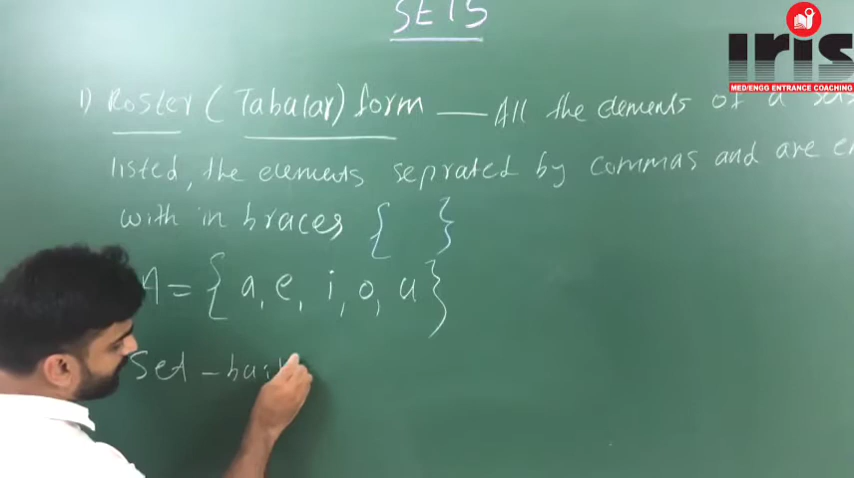 SETS
IRIS
MED/ENGG ENTRANCE COACHING
1) Roster (Tabular) form — All the elements of a
listed, the elements seprated by commas and are
with in braces { }
A = {a, e, i, o, u}
Set - buil